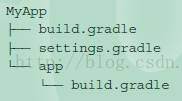 MyApp
├── build.gradle
├── settings.gradle
└── app
    └── build.gradle
http://blog.csdn.